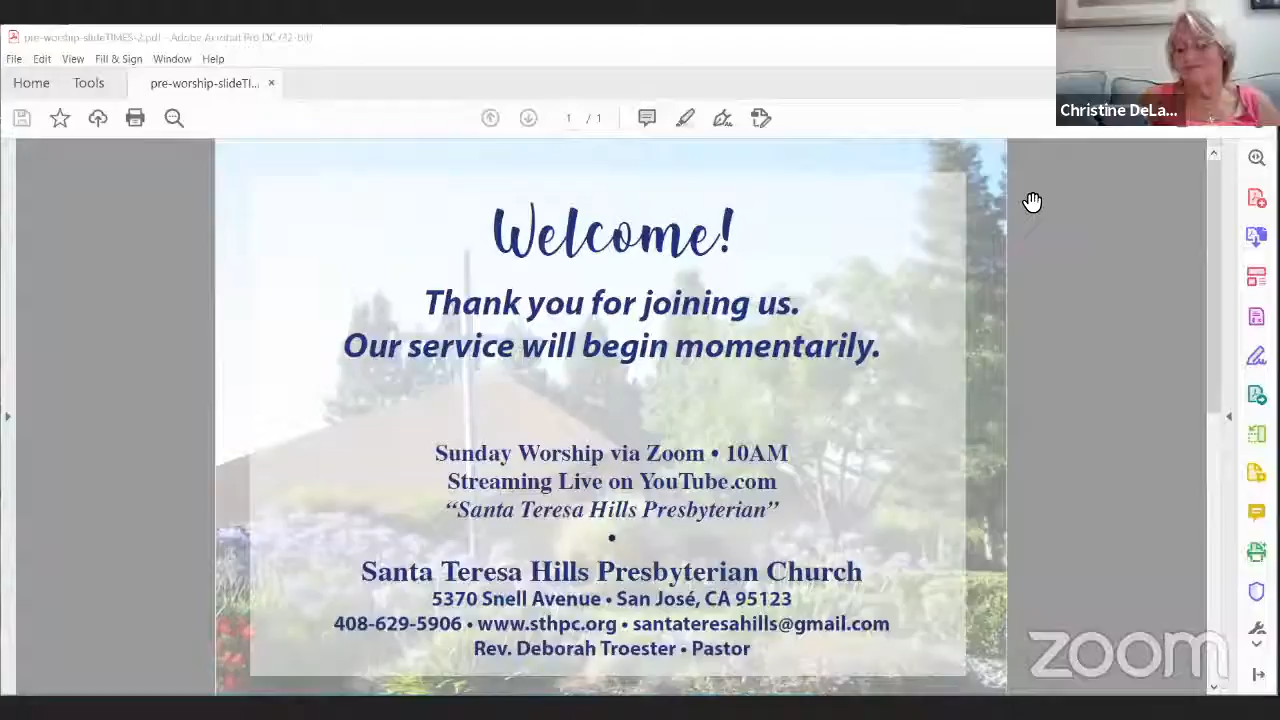 pre-worship-slideTIMES-2.pdf - Adobe Acrobat Pro DC (32-bit)
File Edit View Fill & Sign Window Help
Home Tools pre-worship-slideTI... ×
1 / 1
Christine DeLa...
Welcome!
Thank you for joining us.
Our service will begin momentarily.
Sunday Worship via Zoom • 10AM
Streaming Live on YouTube.com
“Santa Teresa Hills Presbyterian”
•
Santa Teresa Hills Presbyterian Church
5370 Snell Avenue • San José, CA 95123
408-629-5906 • www.sthpc.org • santateresahills@gmail.com
Rev. Deborah Troester • Pastor
zoom